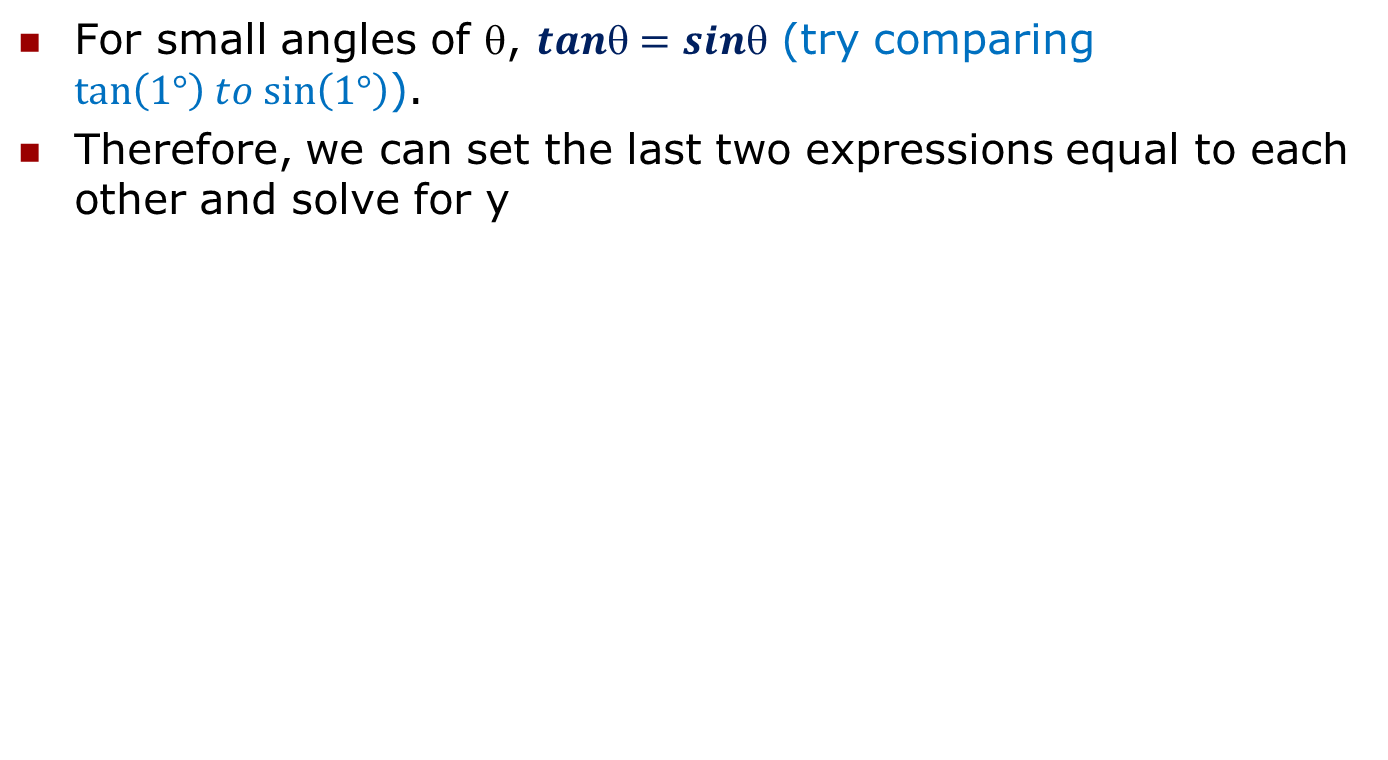 ▪ For small angles of θ, tanθ = sinθ (try comparing
tan(1°) to sin(1°)).
▪ Therefore, we can set the last two expressions equal to each
other and solve for y